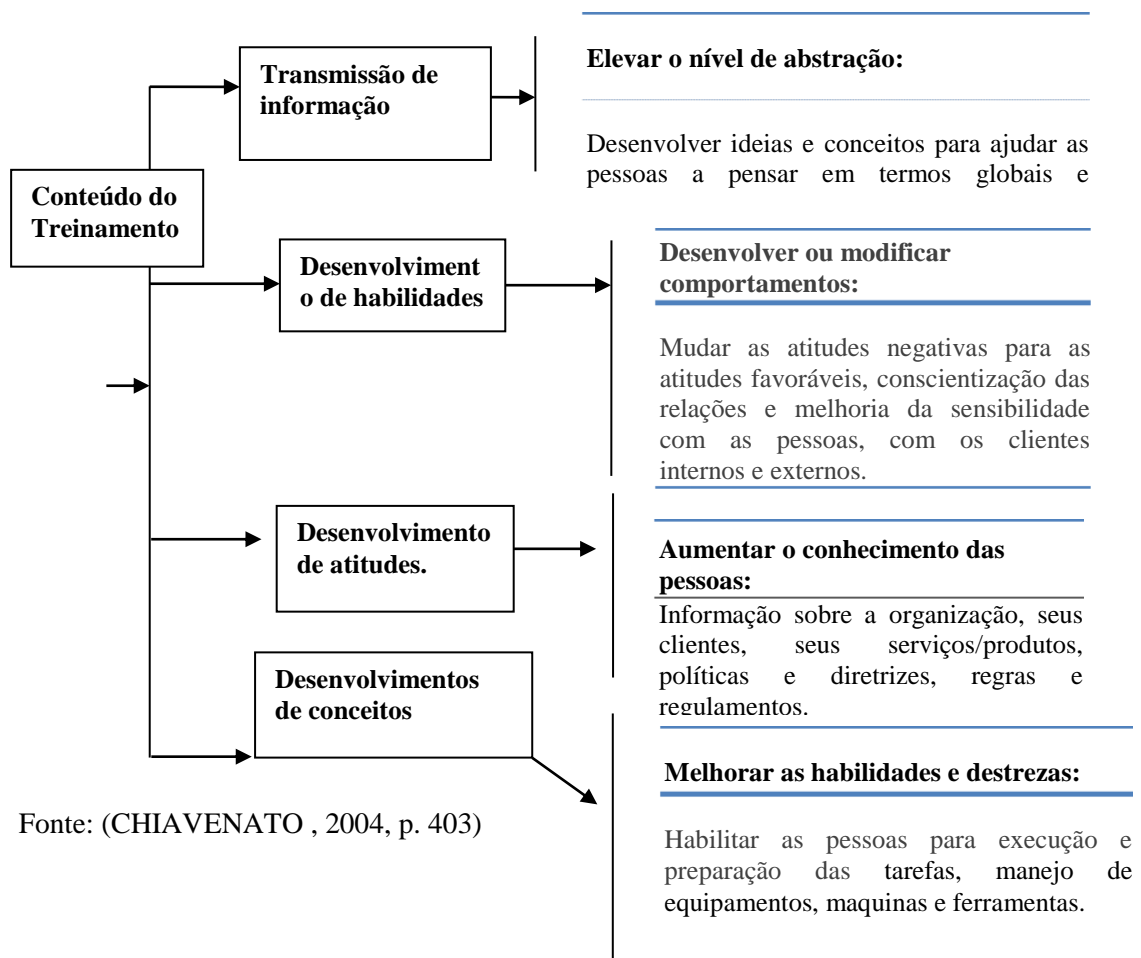 Transmissão de
informação
Elevar o nível de abstração:
Desenvolver ideias e conceitos para ajudar as
pessoas a pensar em termos globais e
Conteúdo do
Treinamento
Desenvolviment
o de habilidades
Desenvolver ou modificar
comportamentos:
Mudar as atitudes negativas para as
atitudes favoráveis, conscientização das
relações e melhoria da sensibilidade
com as pessoas, com os clientes
internos e externos.
Desenvolvimento
de atitudes.
Aumentar o conhecimento das
pessoas:
Informação sobre a organização, seus
clientes, seus serviços/produtos,
políticas e diretrizes, regras e
regulamentos.
Desenvolvimentos
de conceitos
Melhorar as habilidades e destrezas:
Habilitar as pessoas para execução e
preparação das tarefas, manejo de
equipamentos, maquinas e ferramentas.
Fonte: (CHIAVENATO , 2004, p. 403)